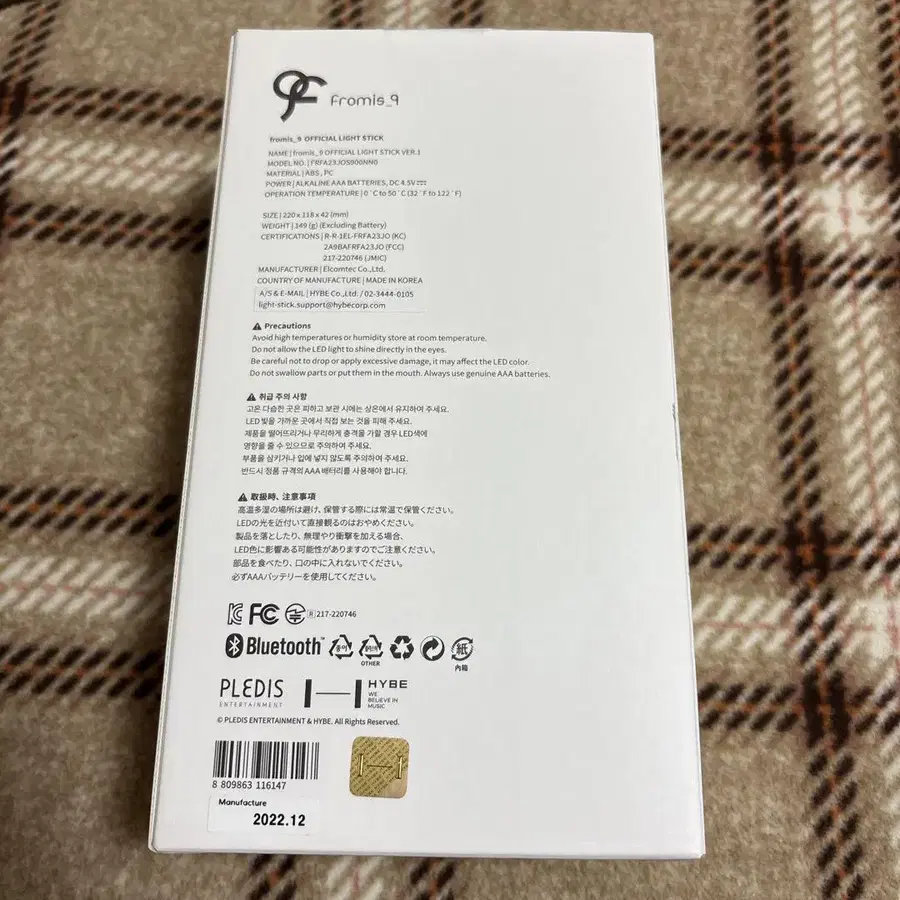 9F fromis_9
fromis_9 OFFICIAL LIGHT STICK
NAME | fromis_9 OFFICIAL LIGHT STICK VER.1
MODEL NO. | FRFA23JOS900NN0
MATERIAL | ABS , PC
POWER | ALKALINE AAA BATTERIES, DC 4.5V⎓
OPERATION TEMPERATURE | 0 ˚C to 50 ˚C (32 ˚F to 122 ˚F)
SIZE | 220 x 118 x 42 (mm)
WEIGHT | 149 (g) (Excluding Battery)
CERTIFICATIONS | R-R-1EL-FRFA23JO (KC)
2A9BAFRFA23JO (FCC)
217-220746 (JMIC)
MANUFACTURER | Elcomtec Co.,Ltd.
COUNTRY OF MANUFACTURE | MADE IN KOREA
A/S & E-MAIL | HYBE Co., Ltd. / 02-3444-0105
light-stick.support@hybecorp.com
⚠ Precautions
Avoid high temperatures or humidity store at room temperature.
Do not allow the LED light to shine directly in the eyes.
Be careful not to drop or apply excessive damage, it may affect the LED color.
Do not swallow parts or put them in the mouth. Always use genuine AAA batteries.
⚠ 취급 주의 사항
고온 다습한 곳은 피하고 보관 시에는 상온에서 유지하여 주세요.
LED 빛을 가까운 곳에서 직접 보는 것을 피해 주세요.
제품을 떨어뜨리거나 무리하게 충격을 가할 경우 LED색에
영향을 줄 수 있으므로 주의하여 주세요.
부품을 삼키거나 입에 넣지 않도록 주의하여 주세요.
반드시 정품 규격의 AAA 배터리를 사용해야 합니다.
⚠ 取扱時、注意事項
高温多湿の場所は避け、保管する際には常温で保管ください。
LEDの光を近付いて直接観るのはおやめください。
製品を落としたり、無理やり衝撃を加える場合、
LED色に影響ある可能性がありますのでご注意ください。
部品を食べたり、口の中に入れないでください。
必ずAAAバッテリーを使用してください。
FC R 217-220746
Bluetooth™ 종이 OTHER 紙
内箱
PLEDIS
ENTERTAINMENT
HYBE
WE
BELIEVE IN
MUSIC
© PLEDIS ENTERTAINMENT & HYBE. All Rights Reserved.
8 809863 116147
Manufacture
2022.12